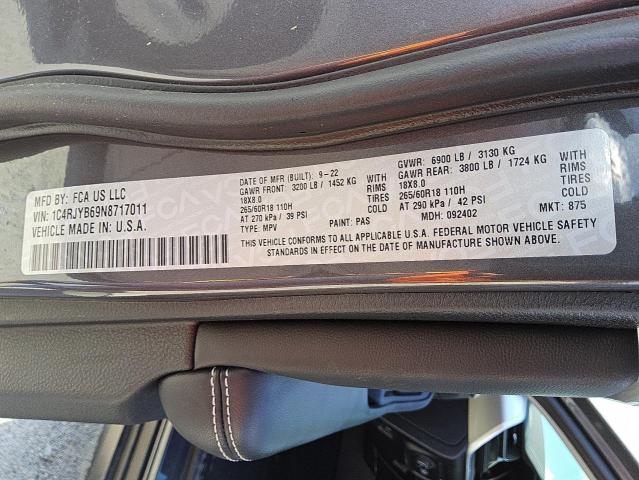 MFD BY: FCA US LLC
VIN: 1C4RJYB69N8717011
VEHICLE MADE IN: U.S.A.
DATE OF MFR (BUILT): 9-22
GAWR FRONT: 3200 LB / 1452 KG WITH
18X8.0 RIMS
265/60R18 110H TIRES
AT 270 kPa / 39 PSI COLD
TYPE: MPV PAINT: PAS
GVWR: 6900 LB / 3130 KG
GAWR REAR: 3800 LB / 1724 KG WITH
18X8.0 RIMS
265/60R18 110H TIRES
AT 290 kPa / 42 PSI COLD
MDH: 092402 MKT: 875
THIS VEHICLE CONFORMS TO ALL APPLICABLE U.S.A. FEDERAL MOTOR VEHICLE SAFETY
STANDARDS IN EFFECT ON THE DATE OF MANUFACTURE SHOWN ABOVE.